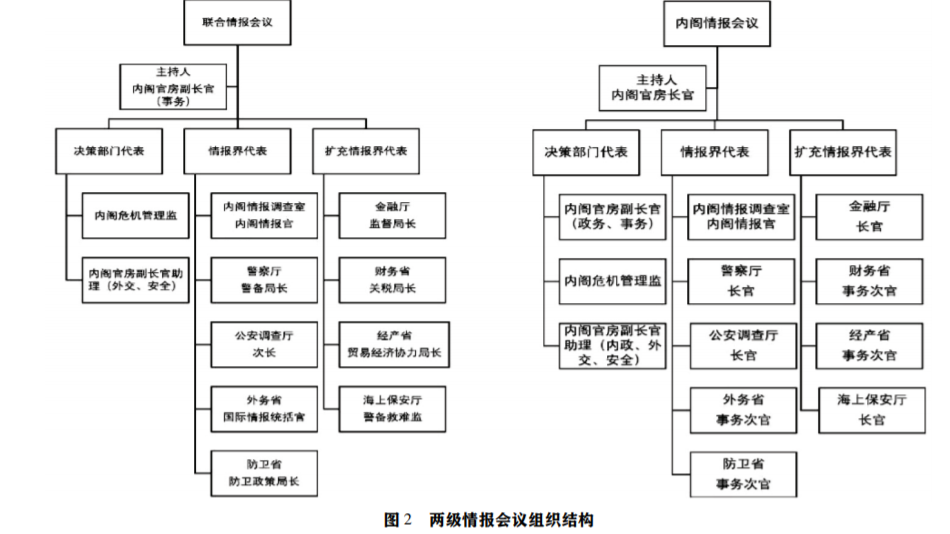 联合情报会议
主持人
内阁官房副长官
（事务）
决策部门代表
情报界代表
扩充情报界代表
内阁危机管理监
内阁官房副长官助
理（外交、安全）
内阁情报调查室
内阁情报官
警察厅
警备局长
公安调查厅
次长
外务省
国际情报统括官
防卫省
防卫政策局长
金融厅
监督局长
财务省
关税局长
经产省
贸易经济协力局长
海上保安厅
警备救难监
内阁情报会议
主持人
内阁官房长官
决策部门代表
情报界代表
扩充情报界代表
内阁官房副长官
（政务、事务）
内阁危机管理监
内阁官房副长官
助理（内政、外
交、安全）
内阁情报调查室
内阁情报官
警察厅
长官
公安调查厅
长官
外务省
事务次官
防卫省
事务次官
金融厅
长官
财务省
事务次官
经产省
事务次官
海上保安厅
长官
图 2 两级情报会议组织结构